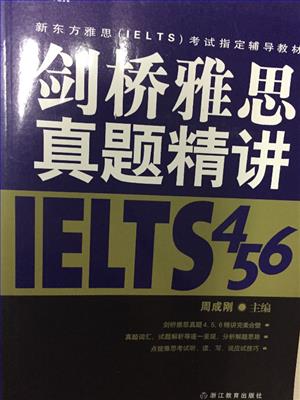 新东方雅思(IELTS)考试指定辅导教材
剑桥雅思
真题精讲
IELTS 456
周成刚 主编
剑桥雅思真题4、5、6精讲完美合璧
真题词汇、试题解析等逐一呈现,分析解题思路
点拨雅思考试听、读、写、说应试技巧
浙江教育出版社